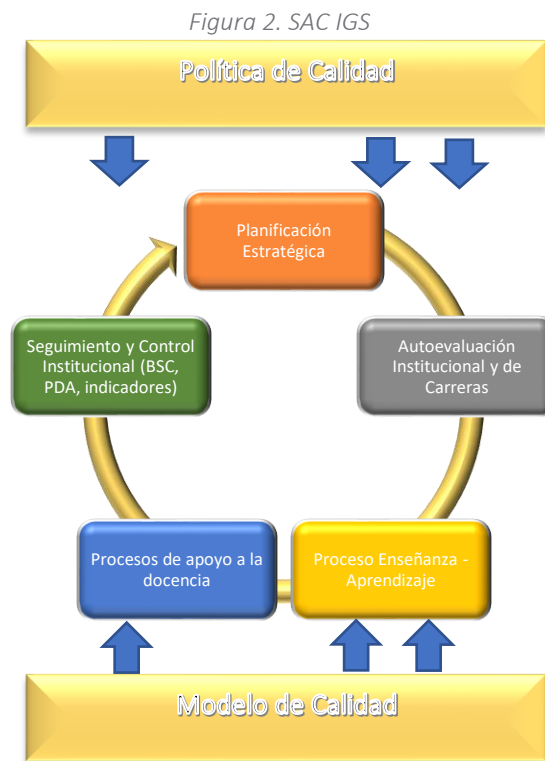 Figura 2. SAC IGS
Política de Calidad
Planificación
Estratégica
Seguimiento y Control
Institucional (BSC,
PDA, indicadores)
Autoevaluación
Institucional y de
Carreras
Procesos de apoyo a la
docencia
Proceso Enseñanza -
Aprendizaje
Modelo de Calidad